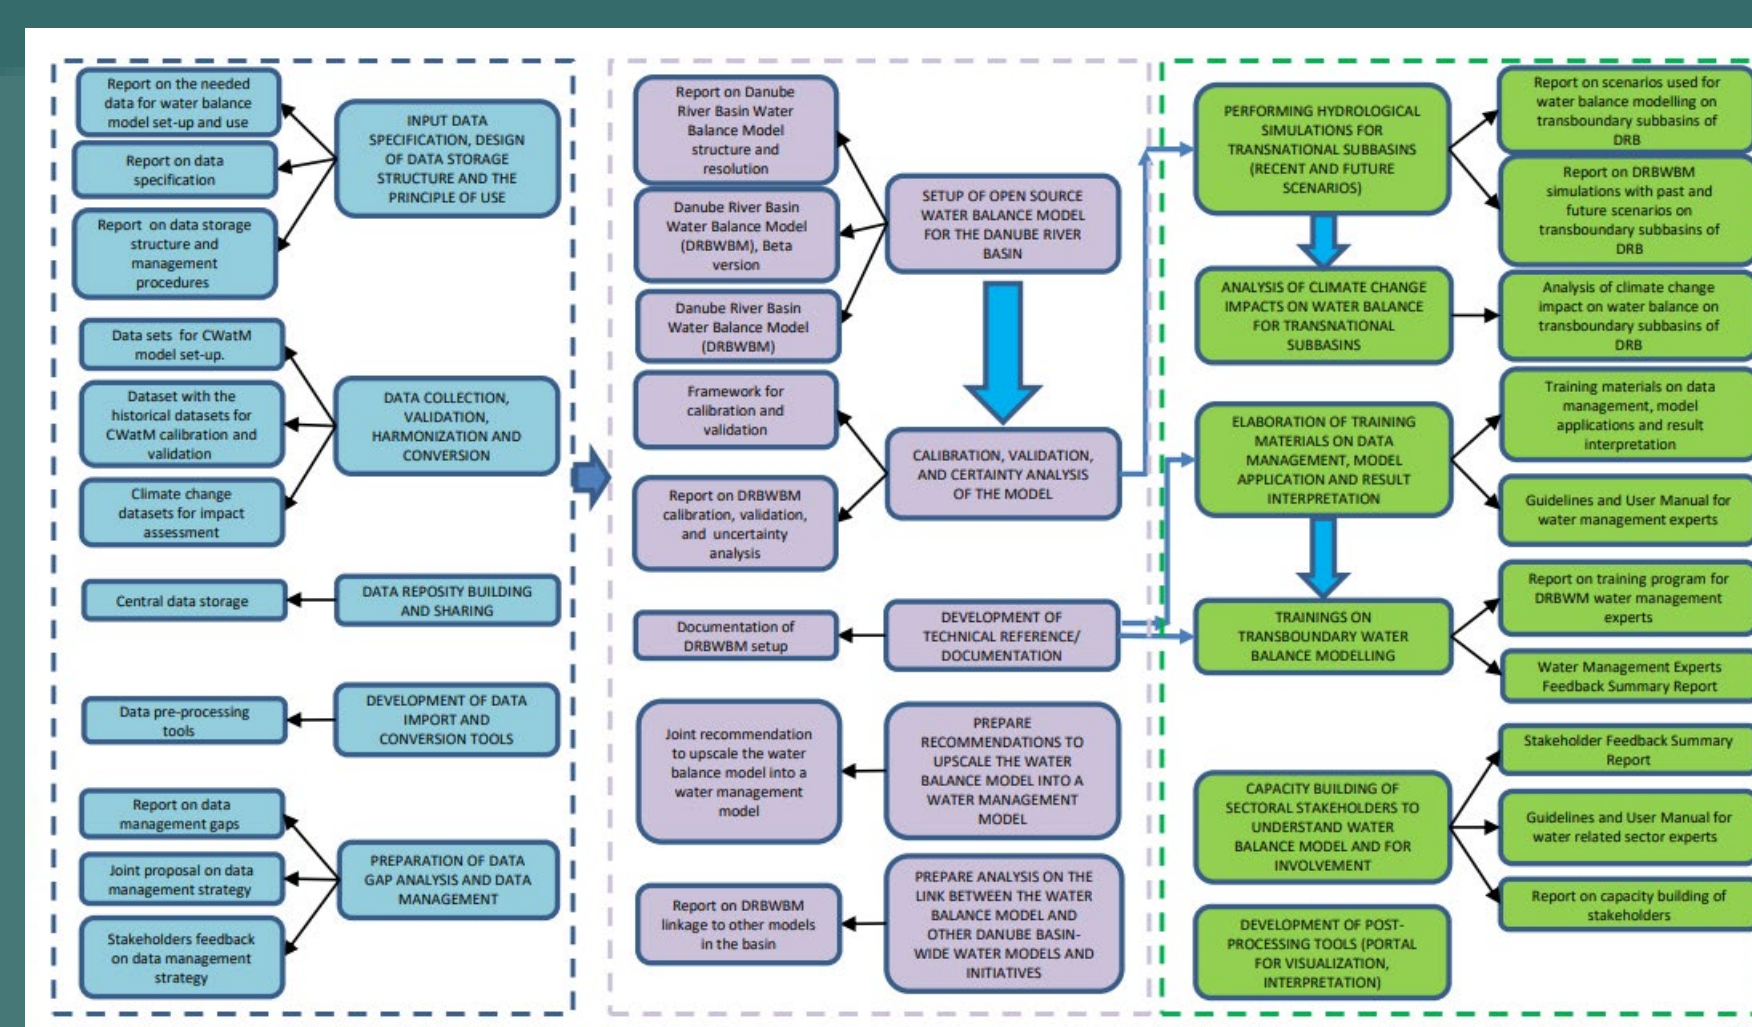 Report on the needed
data for water balance
model set-up and use
Report on data
specification
Report  on data storage
structure and
management
procedures
INPUT DATA
SPECIFICATION, DESIGN
OF DATA STORAGE
STRUCTURE AND THE
PRINCIPLE OF USE
Data sets  for CWatM
model set-up.
Dataset with the
historical datasets for
CWatM calibration and
validation
Climate change
datasets for impact
assessment
DATA COLLECTION,
VALIDATION,
HARMONIZATION AND
CONVERSION
Central data storage
DATA REPOSITY BUILDING
AND SHARING
Data pre-processing
tools
DEVELOPMENT OF DATA
IMPORT AND
CONVERSION TOOLS
Report on data
management gaps
Joint proposal on data
management strategy
Stakeholders feedback
on data management
strategy
PREPARATION OF DATA
GAP ANALYSIS AND DATA
MANAGEMENT
Report on Danube
River Basin Water
Balance Model
structure and
resolution
Danube River Basin
Water Balance Model
(DRBWBM), Beta
version
Danube River Basin
Water Balance Model
(DRBWBM)
SETUP OF OPEN SOURCE
WATER BALANCE MODEL
FOR THE DANUBE RIVER
BASIN
Framework for
calibration and
validation
Report on DRBWBM
calibration, validation,
and  uncertainty
analysis
CALIBRATION, VALIDATION,
AND CERTAINTY ANALYSIS
OF THE MODEL
Documentation of
DRBWBM setup
DEVELOPMENT OF
TECHNICAL REFERENCE/
DOCUMENTATION
Joint recommendation
to upscale the water
balance model into a
water management
model
PREPARE
RECOMMENDATIONS TO
UPSCALE THE WATER
BALANCE MODEL INTO A
WATER MANAGEMENT
MODEL
Report on DRBWBM
linkage to other models
in the basin
PREPARE ANALYSIS ON THE
LINK BETWEEN THE WATER
BALANCE MODEL AND
OTHER DANUBE BASIN-
WIDE WATER MODELS AND
INITIATIVES
PERFORMING HYDROLOGICAL
SIMULATIONS FOR
TRANSNATIONAL SUBBASINS
(RECENT AND FUTURE
SCENARIOS)
Report on scenarios used for
water balance modelling on
transboundary subbasins of
DRB
Report on DRBWBM
simulations with past and
future scenarios on
transboundary subbasins of
DRB
ANALYSIS OF CLIMATE CHANGE
IMPACTS ON WATER BALANCE
FOR TRANSNATIONAL
SUBBASINS
Analysis of climate change
impact on water balance on
transboundary subbasins of
DRB
ELABORATION OF TRAINING
MATERIALS ON DATA
MANAGEMENT, MODEL
APPLICATION AND RESULT
INTERPRETATION
Training materials on data
management, model
applications and result
interpretation
Guidelines and User Manual for
water management experts
TRAININGS ON
TRANSBOUNDARY WATER
BALANCE MODELLING
Report on training program for
DRBWM water management
experts
Water Management Experts
Feedback Summary Report
CAPACITY BUILDING OF
SECTORAL STAKEHOLDERS TO
UNDERSTAND WATER
BALANCE MODEL AND FOR
INVOLVEMENT
Stakeholder Feedback Summary
Report
Guidelines and User Manual for
water related sector experts
Report on capacity building of
stakeholders
DEVELOPMENT OF POST-
PROCESSING TOOLS (PORTAL
FOR VISUALIZATION,
INTERPRETATION)